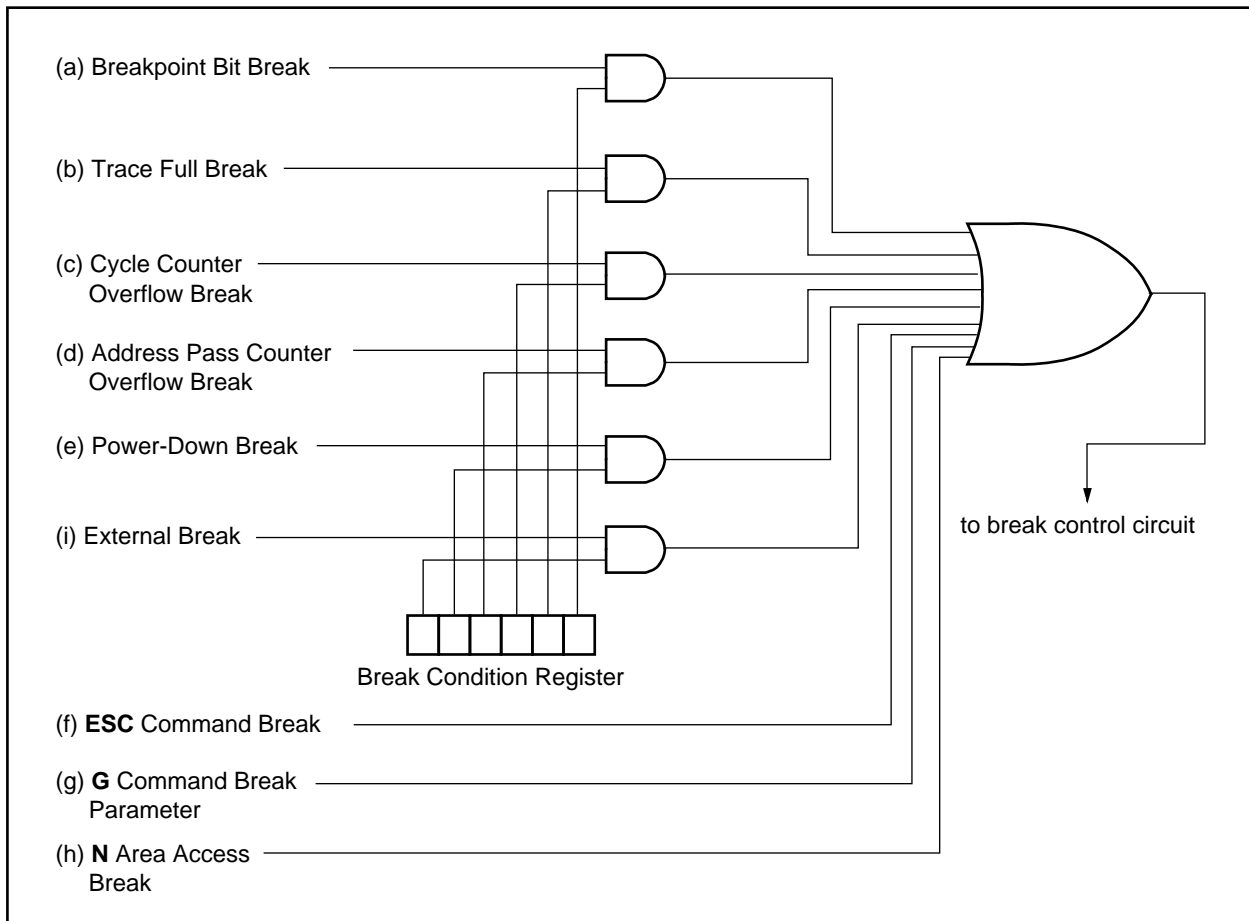 (a) Breakpoint Bit Break
(b) Trace Full Break
(c) Cycle Counter
Overflow Break
(d) Address Pass Counter
Overflow Break
(e) Power-Down Break
(i) External Break
to break control circuit
Break Condition Register
(f) ESC Command Break
(g) G Command Break
Parameter
(h) N Area Access
Break